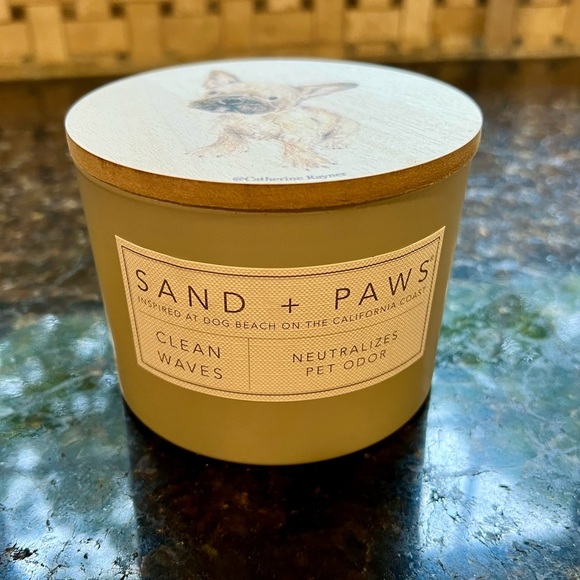 ©Catherine Rayner
SAND + PAWS®
INSPIRED AT DOG BEACH ON THE CALIFORNIA COAST
CLEAN
WAVES
NEUTRALIZES
PET ODOR